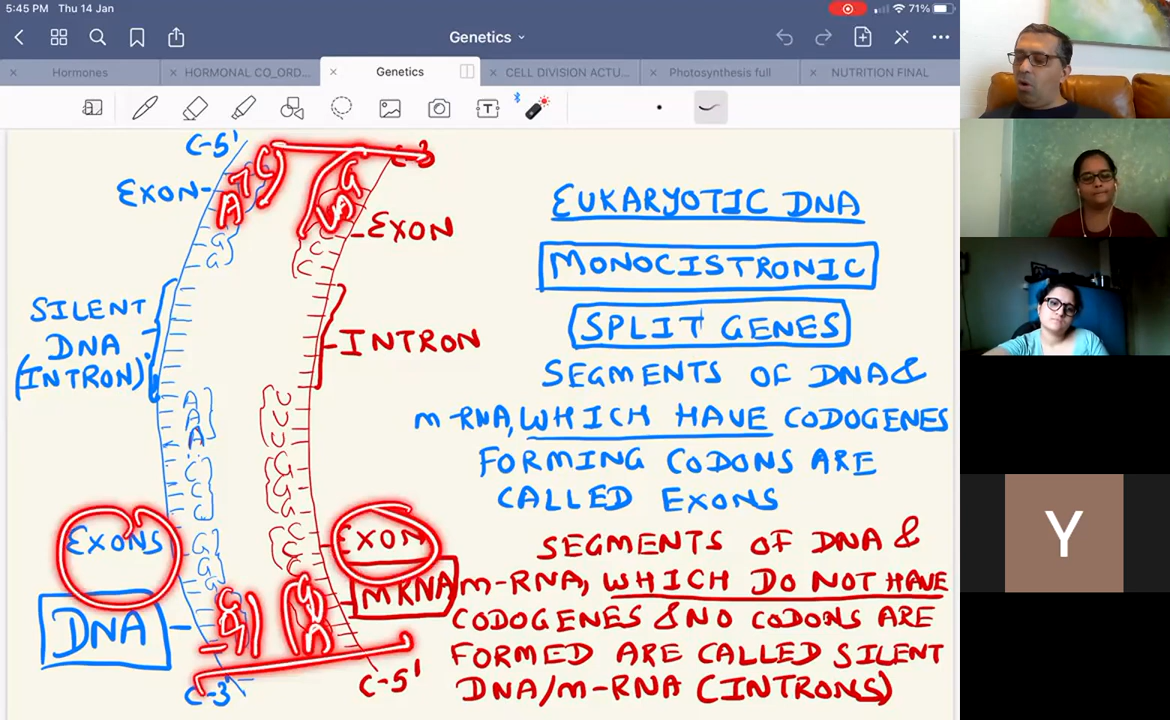 5:45 PM Thu 14 Jan
71%
Genetics
Hormones
HORMONAL CO_ORD...
Genetics
CELL DIVISION ACTU...
Photosynthesis full
NUTRITION FINAL
C-5'
C-3'
EXON
A T C
G
A
EXON
G
G
C
C
SILENT
DNA
(INTRON)
INTRON
A
A
A
U
U
U
C
C
C
G
G
G
G
G
G
C
C
C
EXONS
EXON
DNA
mRNA
C-3'
C-5'
EUKARYOTIC DNA
MONOCISTRONIC
SPLIT GENES
SEGMENTS OF DNA &
m-RNA, WHICH HAVE CODOGENES
FORMING CODONS ARE
CALLED EXONS
SEGMENTS OF DNA &
m-RNA, WHICH DO NOT HAVE
CODOGENES & NO CODONS ARE
FORMED ARE CALLED SILENT
DNA/m-RNA (INTRONS)
Y